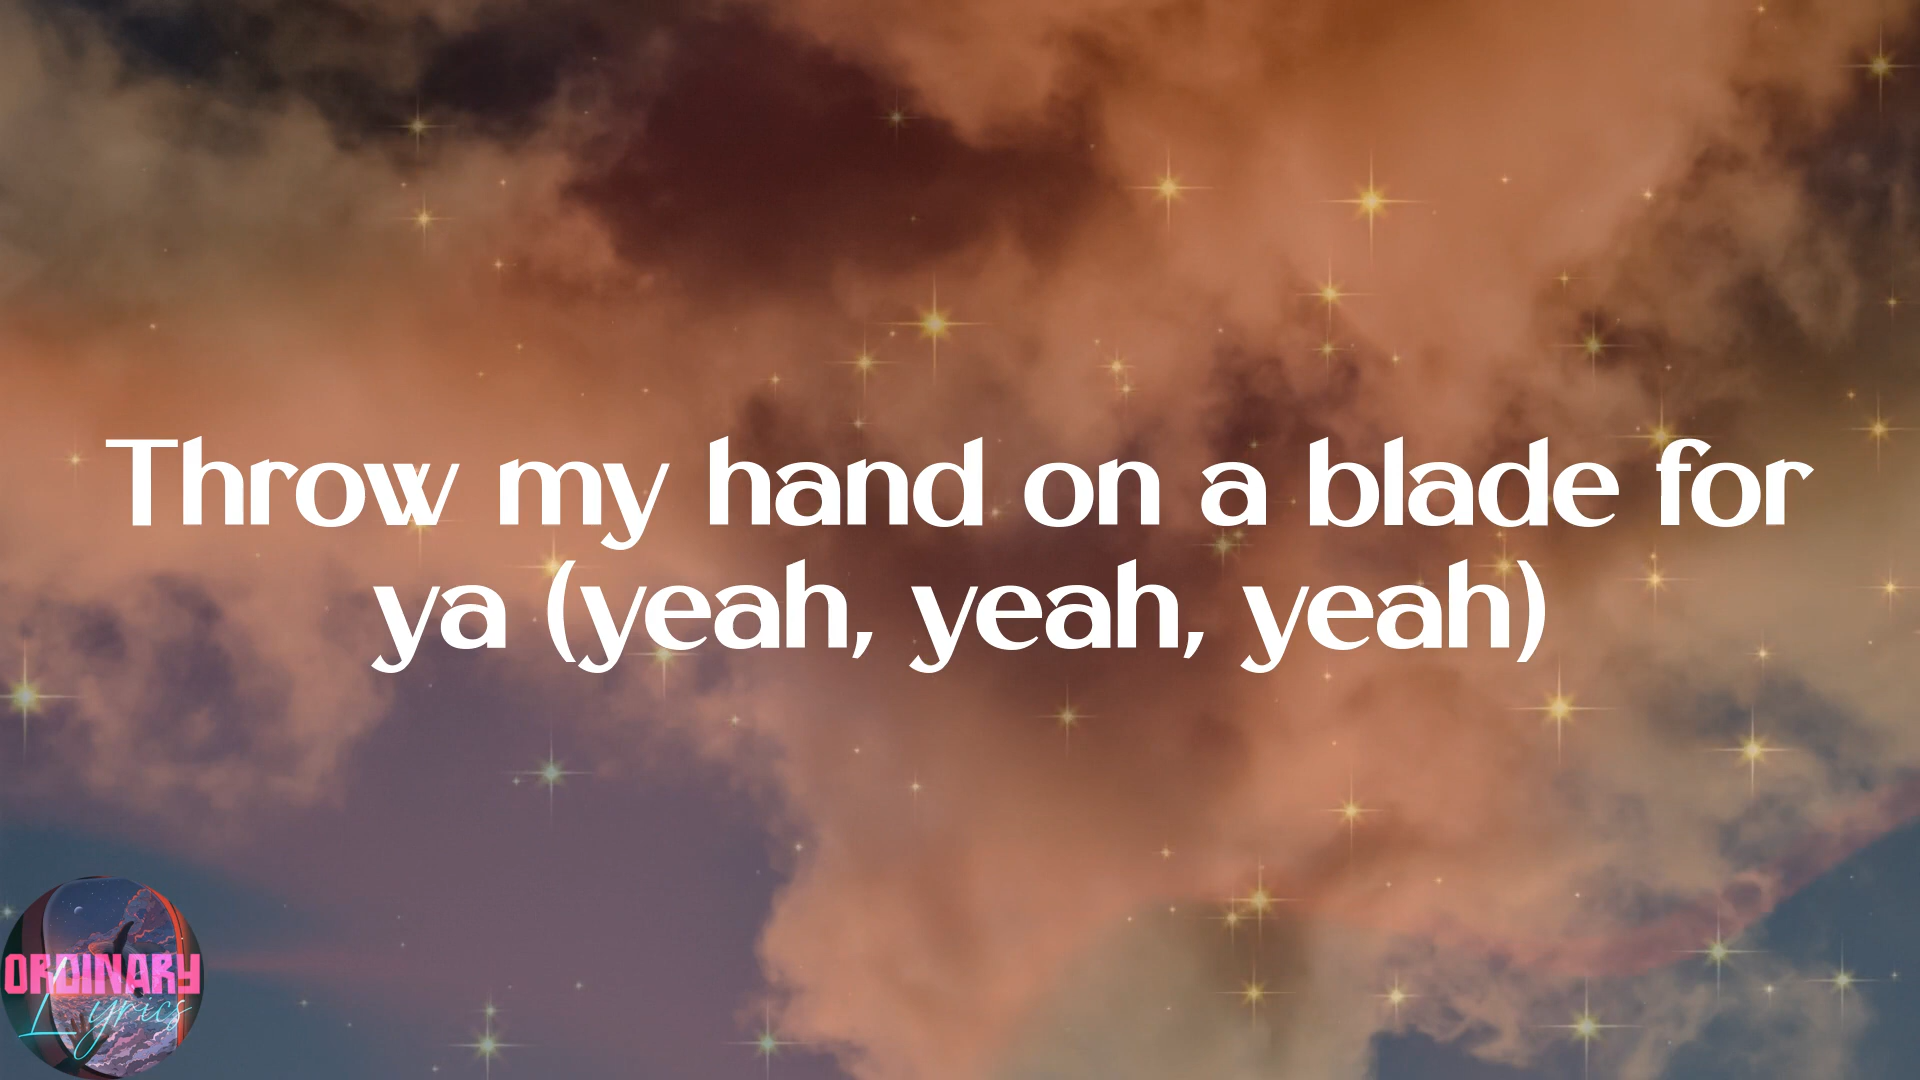 Throw my hand on a blade for
ya (yeah, yeah, yeah)
ORDINARY
Lyrics